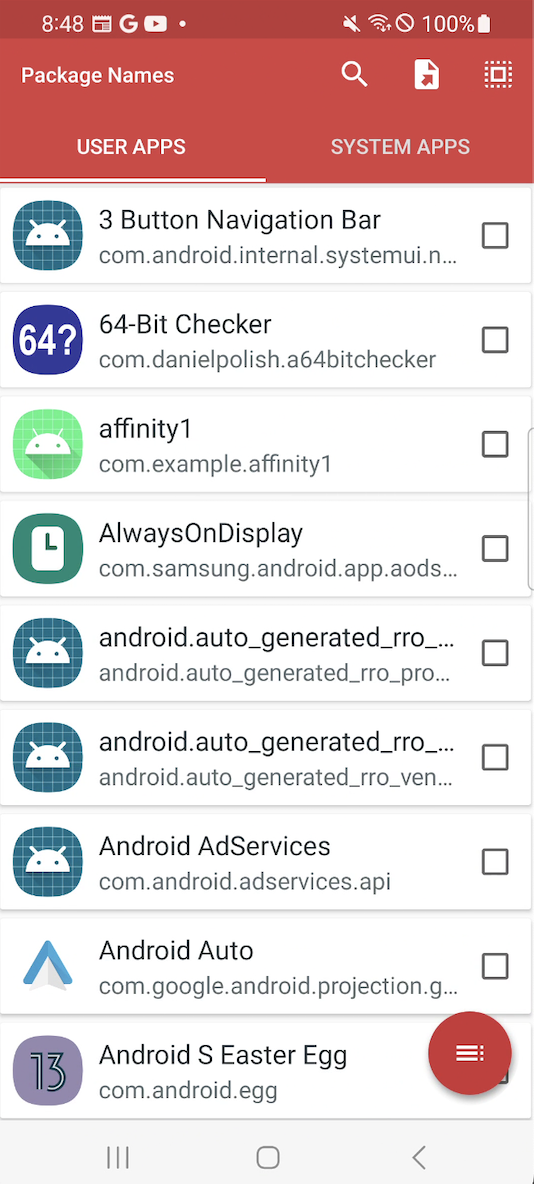 8:48
100%
Package Names
USER APPS
SYSTEM APPS
3 Button Navigation Bar
com.android.internal.systemui.n...
64?
64-Bit Checker
com.danielpolish.a64bitchecker
affinity1
com.example.affinity1
AlwaysOnDisplay
com.samsung.android.app.aods...
android.auto_generated_rro_...
android.auto_generated_rro_pro...
android.auto_generated_rro_...
android.auto_generated_rro_ven...
Android AdServices
com.android.adservices.api
Android Auto
com.google.android.projection.g...
13
Android S Easter Egg
com.android.egg